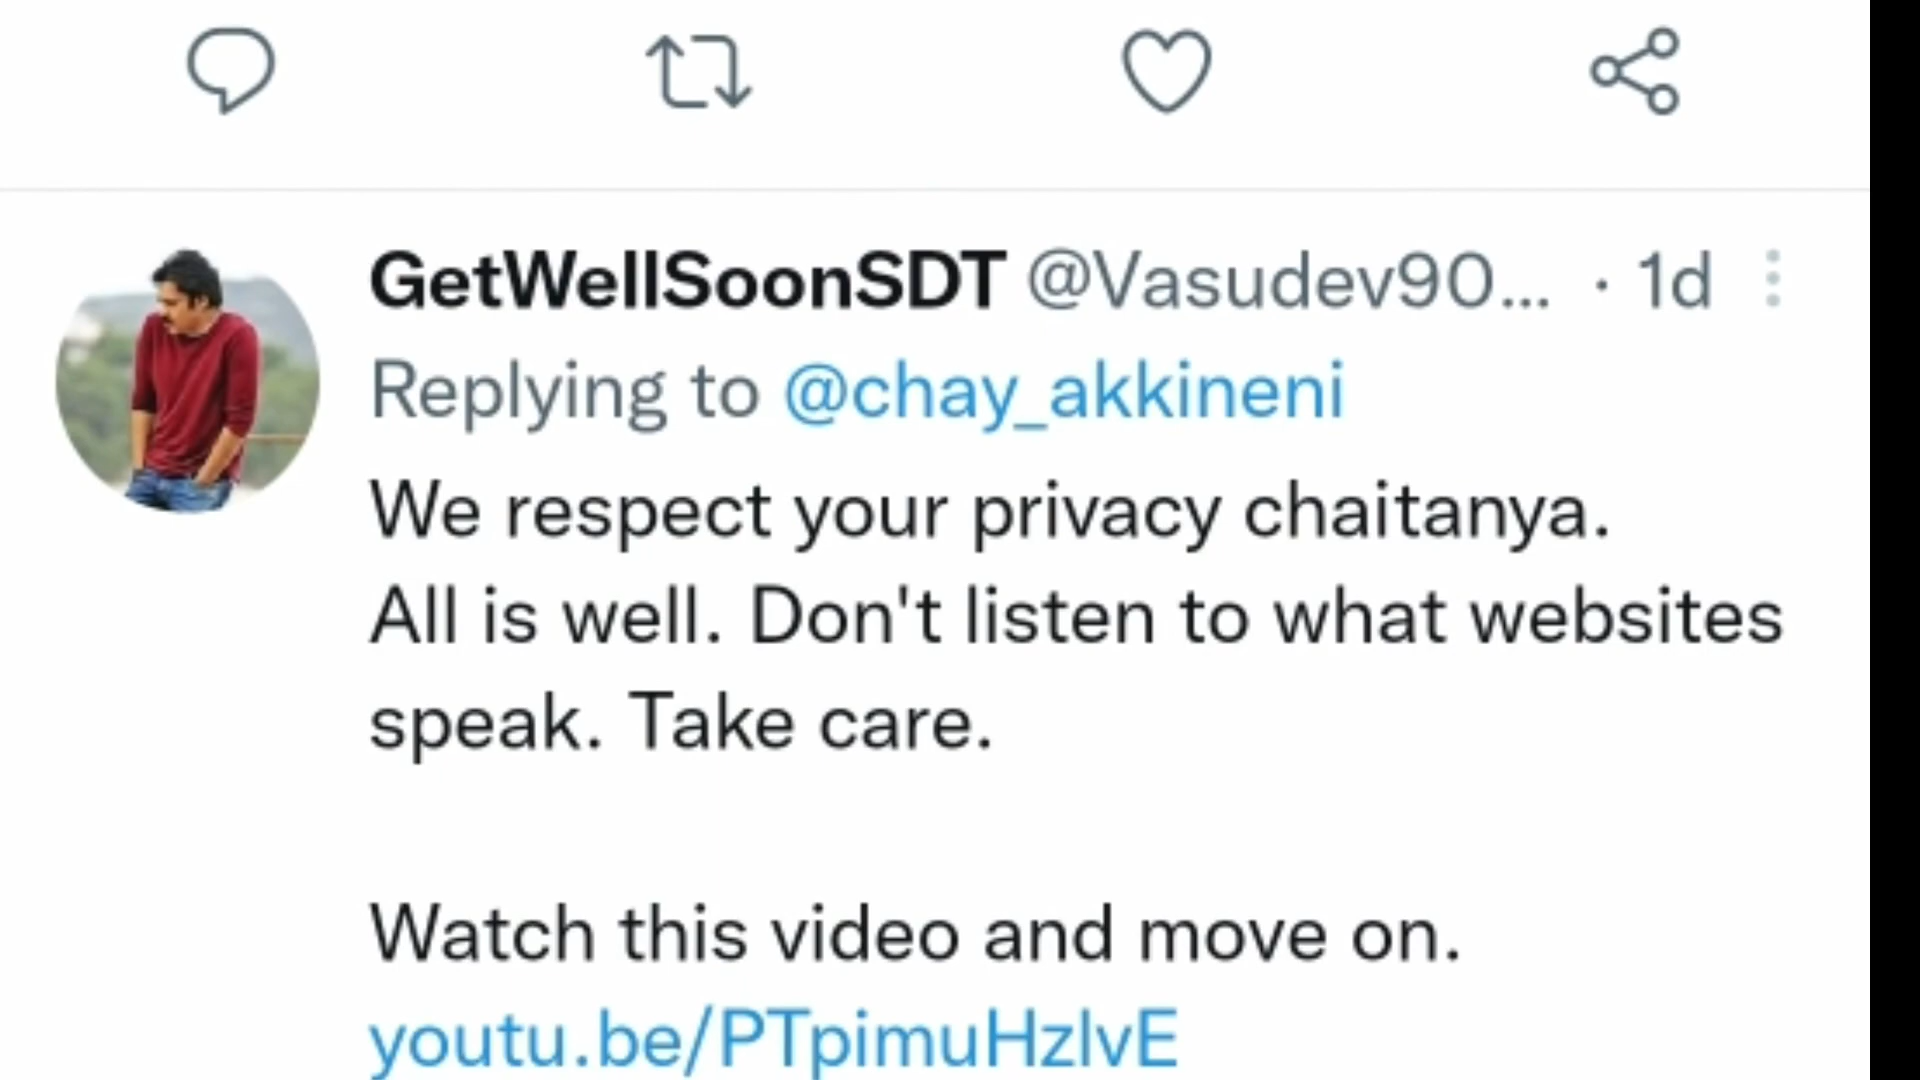 GetWellSoonSDT @Vasudev90... · 1d
Replying to @chay_akkineni
We respect your privacy chaitanya.
All is well. Don't listen to what websites
speak. Take care.
Watch this video and move on.
youtu.be/PTpimuHzlvE